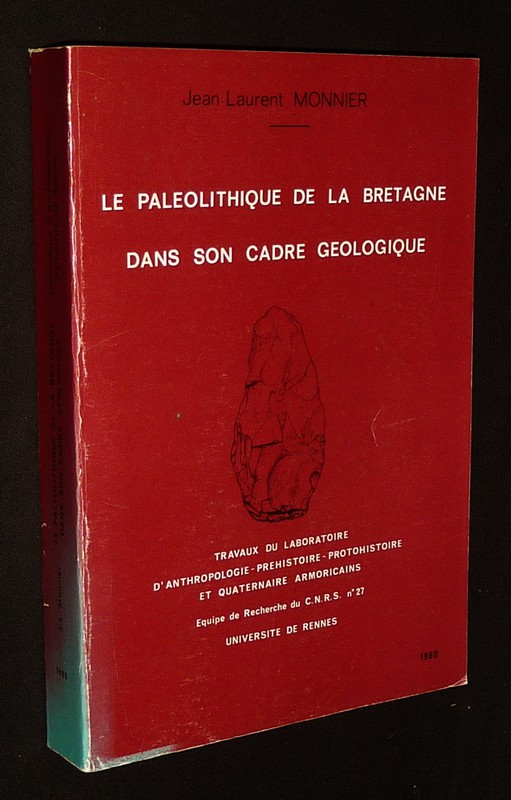 Jean Laurent MONNIER
LE PALEOLITHIQUE DE LA BRETAGNE
DANS SON CADRE GEOLOGIQUE
TRAVAUX DU LABORATOIRE
D'ANTHROPOLOGIE - PREHISTOIRE - PROTOHISTOIRE
ET QUATERNAIRE ARMORICAINS
Equipe de Recherche du C.N.R.S. n° 27
UNIVERSITE DE RENNES
1980